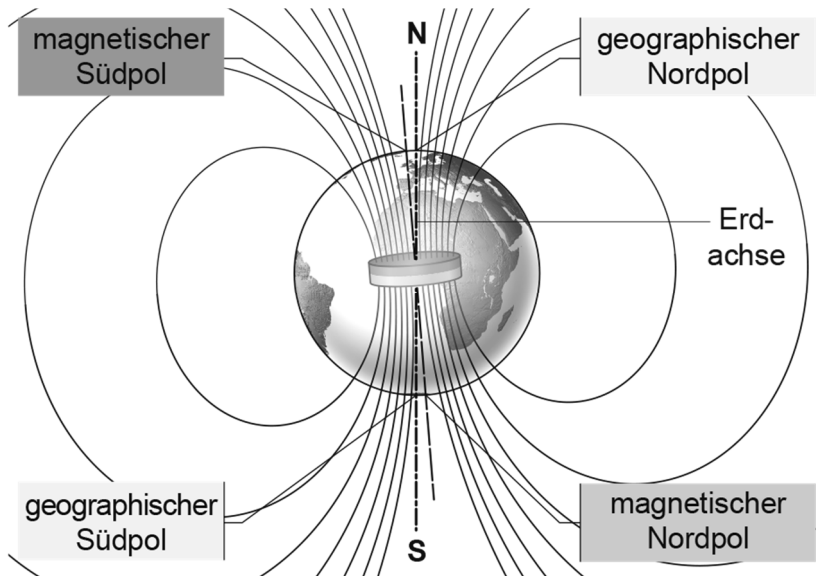 magnetischer
Südpol
N
geographischer
Nordpol
Erd-
achse
geographischer
Südpol
S
magnetischer
Nordpol